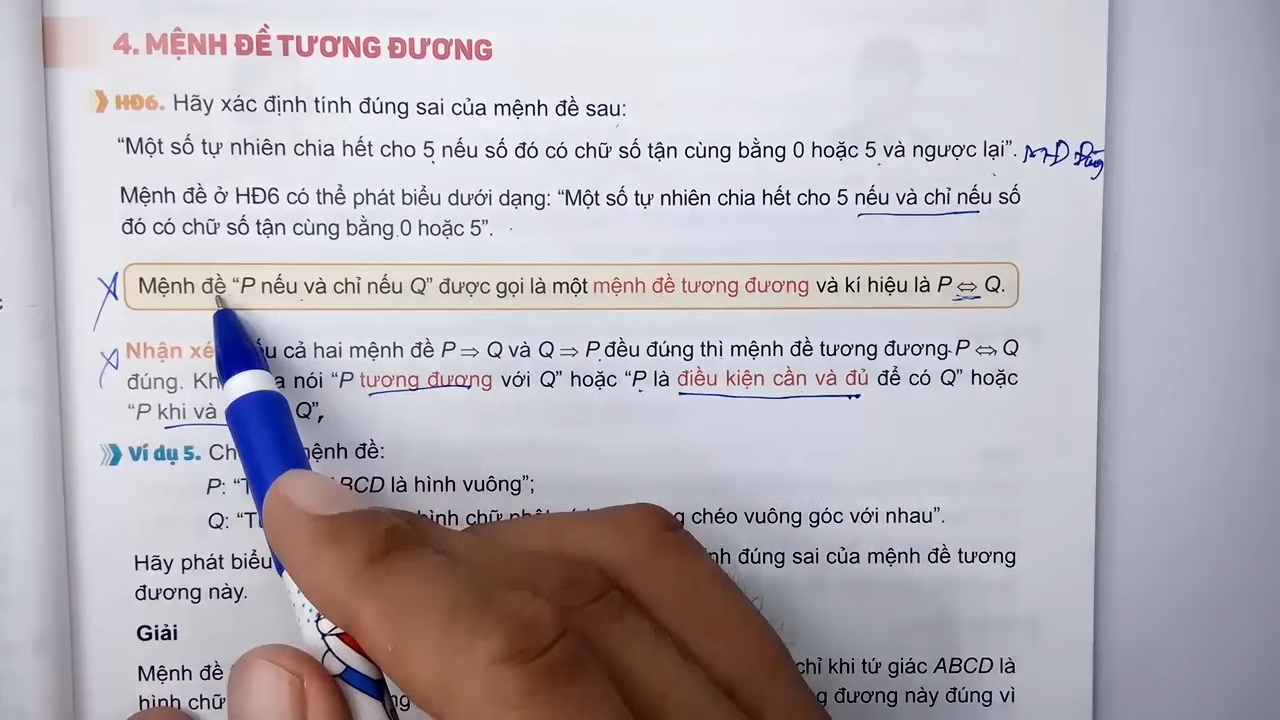 4. MỆNH ĐỀ TƯƠNG ĐƯƠNG
HĐ6. Hãy xác định tính đúng sai của mệnh đề sau:
“Một số tự nhiên chia hết cho 5 nếu số đó có chữ số tận cùng bằng 0 hoặc 5 và ngược lại”. MĐ Đúng
Mệnh đề ở HĐ6 có thể phát biểu dưới dạng: “Một số tự nhiên chia hết cho 5 nếu và chỉ nếu số
đó có chữ số tận cùng bằng 0 hoặc 5”.
Mệnh đề “P nếu và chỉ nếu Q” được gọi là một mệnh đề tương đương và kí hiệu là P ⇔ Q.
Nhận xé cả hai mệnh đề P ⇒ Q và Q ⇒ P đều đúng thì mệnh đề tương đương P ⇔ Q
đúng. Kh a nói “P tương đương với Q” hoặc “P là điều kiện cần và đủ để có Q” hoặc
“P khi và Q”,
Ví dụ 5. Ch mệnh đề:
P: “T BCD là hình vuông”;
Q: “Tứ hình chữ nhật g chéo vuông góc với nhau”.
Hãy phát biểu nh đúng sai của mệnh đề tương
đương này.
Giải
Mệnh đề chỉ khi tứ giác ABCD là
hình chữ ng g đương này đúng vì